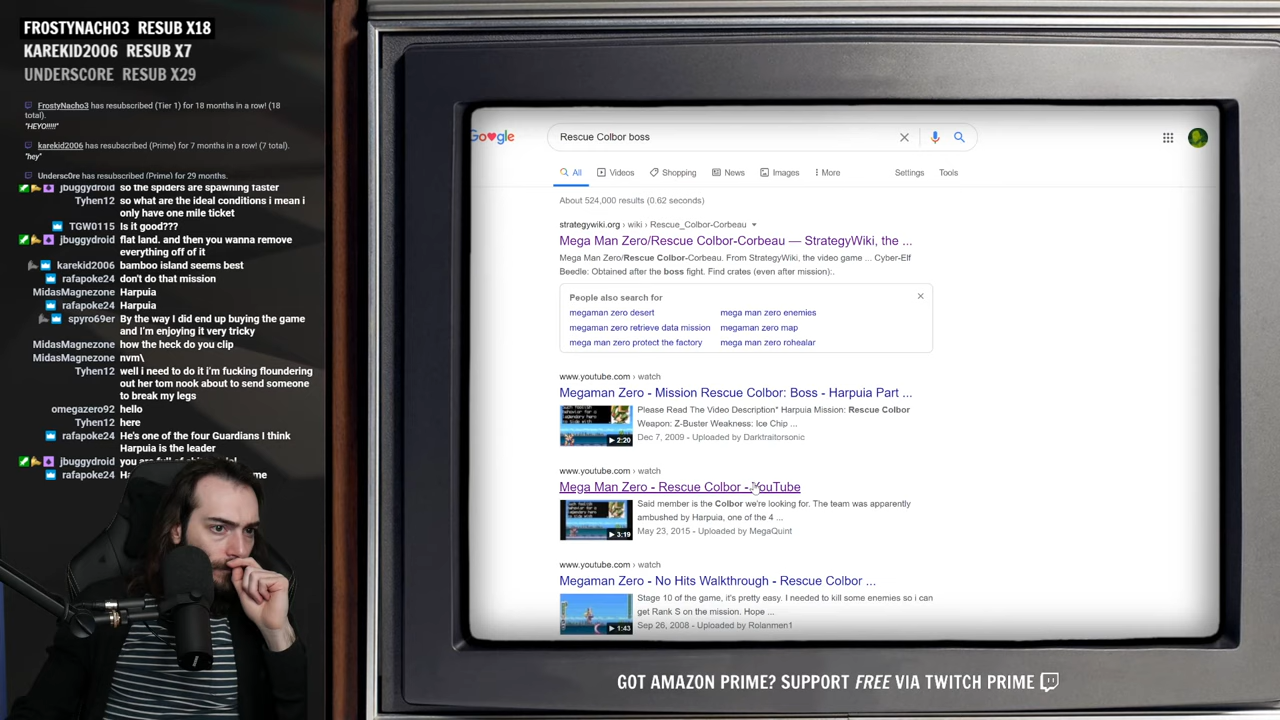 FROSTYNACHO3 RESUB X18
KAREKID2006 RESUB X7
UNDERSCORE RESUB X29
FrostyNacho3 has resubscribed (Tier 1) for 18 months in a row! (18
total).
"HEYO!!!!!"
karekid2006 has resubscribed (Prime) for 7 months in a row! (7 total).
"hey"
Undersc0re has resubscribed (Prime) for 29 months.
jbuggydroid so the spiders are spawning faster
Tyhen12 so what are the ideal conditions i mean i
only have one mile ticket
TGW0115 Is it good???
jbuggydroid flat land. and then you wanna remove
everything off of it
karekid2006 bamboo island seems best
rafapoke24 don't do that mission
MidasMagnezone Harpuia
rafapoke24 Harpuia
spyro69er By the way I did end up buying the game
and I'm enjoying it very tricky
MidasMagnezone how the heck do you clip
MidasMagnezone nvm\
Tyhen12 well i need to do it i'm fucking floundering
out her tom nook about to send someone
to break my legs
omegazero92 hello
Tyhen12 here
rafapoke24 He's one of the four Guardians I think
Harpuia is the leader
jbuggydroid you are full of
rafapoke24
Google
Rescue Colbor boss
All
Videos
Shopping
News
Images
More
Settings
Tools
About 524,000 results (0.62 seconds)
strategywiki.org › wiki › Rescue_Colbor-Corbeau
Mega Man Zero/Rescue Colbor-Corbeau — StrategyWiki, the ...
Mega Man Zero/Rescue Colbor-Corbeau. From StrategyWiki, the video game ... Cyber-Elf
Beedle: Obtained after the boss fight. Find crates (even after mission):.
People also search for
megaman zero desert
mega man zero enemies
megaman zero retrieve data mission
megaman zero map
mega man zero protect the factory
mega man zero rohealar
www.youtube.com › watch
Megaman Zero - Mission Rescue Colbor: Boss - Harpuia Part ...
2:20
Please Read The Video Description* Harpuia Mission: Rescue Colbor
Weapon: Z-Buster Weakness: Ice Chip ...
Dec 7, 2009 - Uploaded by Darktraitorsonic
www.youtube.com › watch
Mega Man Zero - Rescue Colbor - YouTube
3:19
Said member is the Colbor we're looking for. The team was apparently
ambushed by Harpuia, one of the 4 ...
May 23, 2015 - Uploaded by MegaQuint
www.youtube.com › watch
Megaman Zero - No Hits Walkthrough - Rescue Colbor ...
1:43
Stage 10 of the game, it's pretty easy. I needed to kill some enemies so i can
get Rank S on the mission. Hope ...
Sep 26, 2008 - Uploaded by Rolanmen1
GOT AMAZON PRIME? SUPPORT FREE VIA TWITCH PRIME